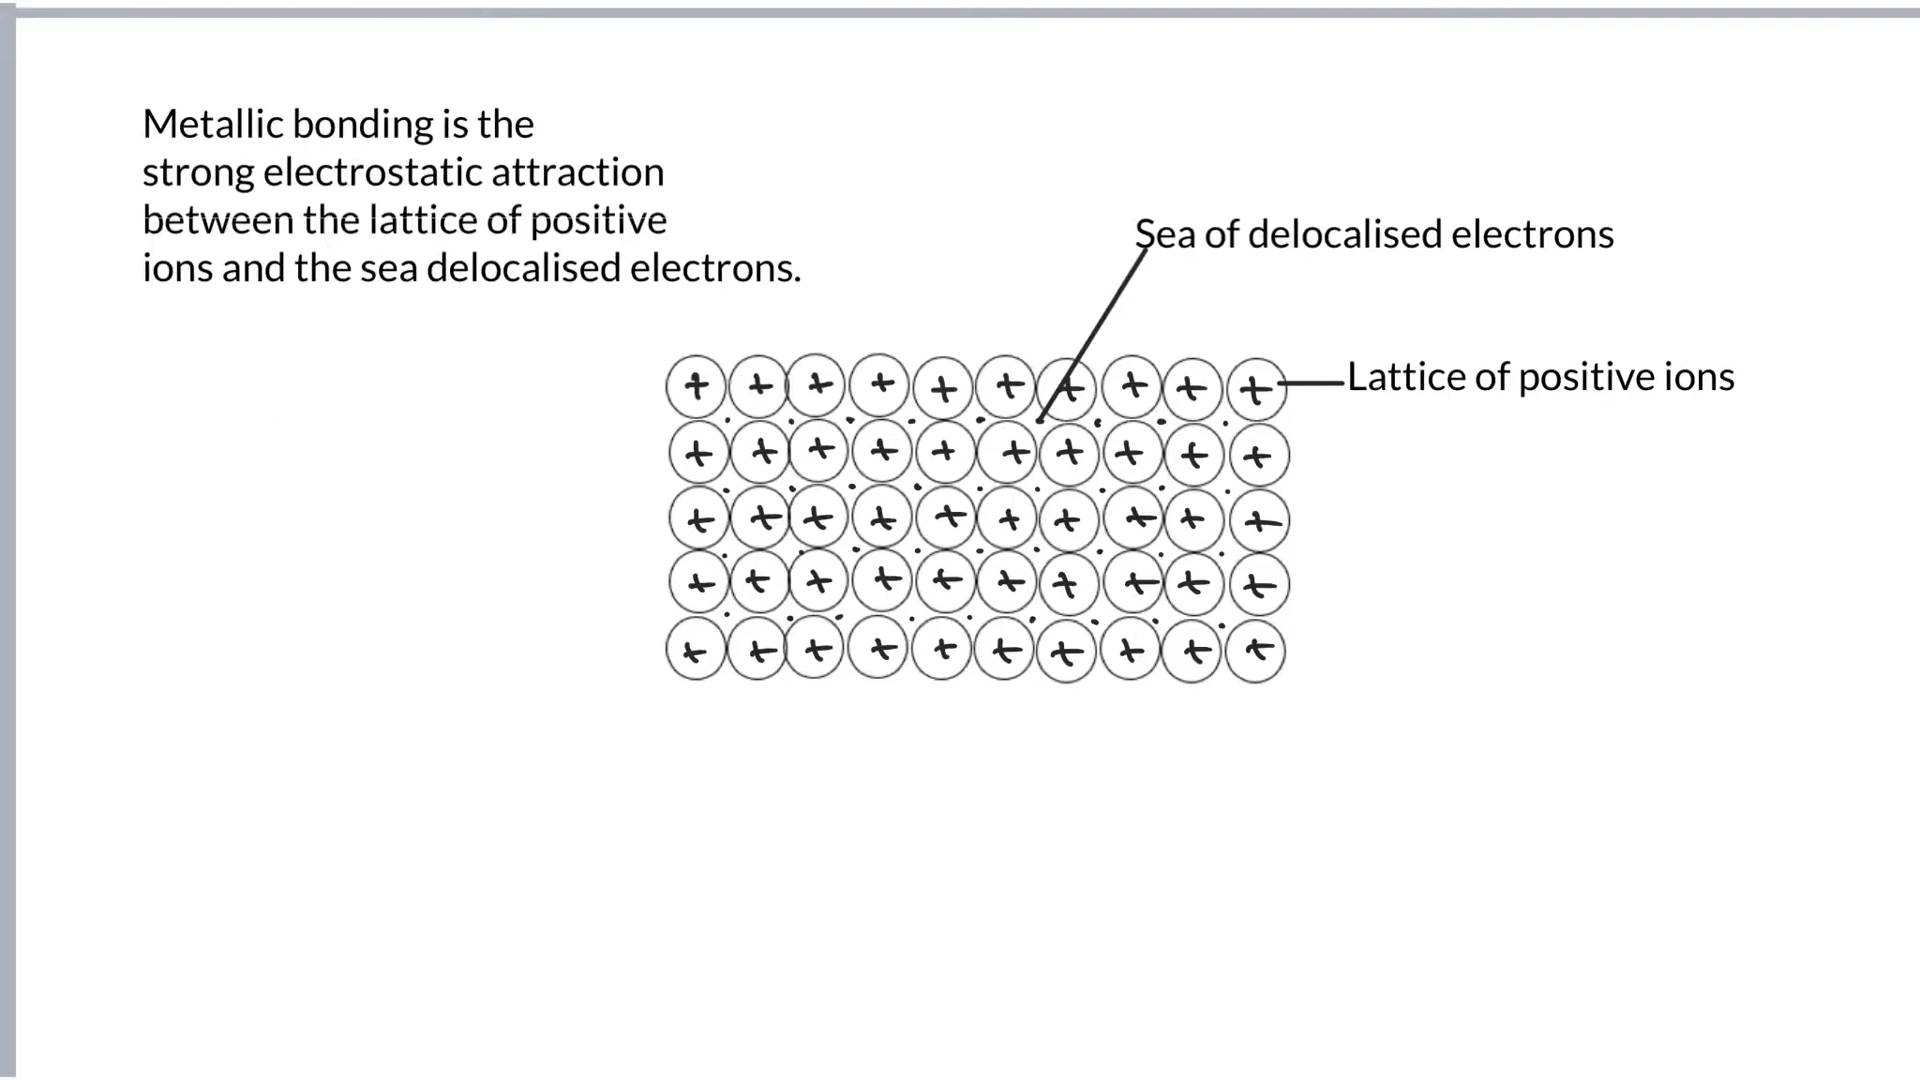 Metallic bonding is the
strong electrostatic attraction
between the lattice of positive
ions and the sea delocalised electrons.
Sea of delocalised electrons
Lattice of positive ions
+ + + + + + + + + +
+ + + + + + + + + +
+ + + + + + + + + +
+ + + + + + + + + +
+ + + + + + + + + +